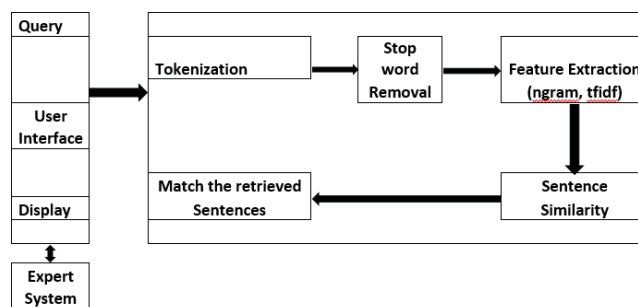 Query
User
Interface
Display
Expert
System
Tokenization
Stop
word
Removal
Feature Extraction
(ngram, tfidf)
Sentence
Similarity
Match the retrieved
Sentences